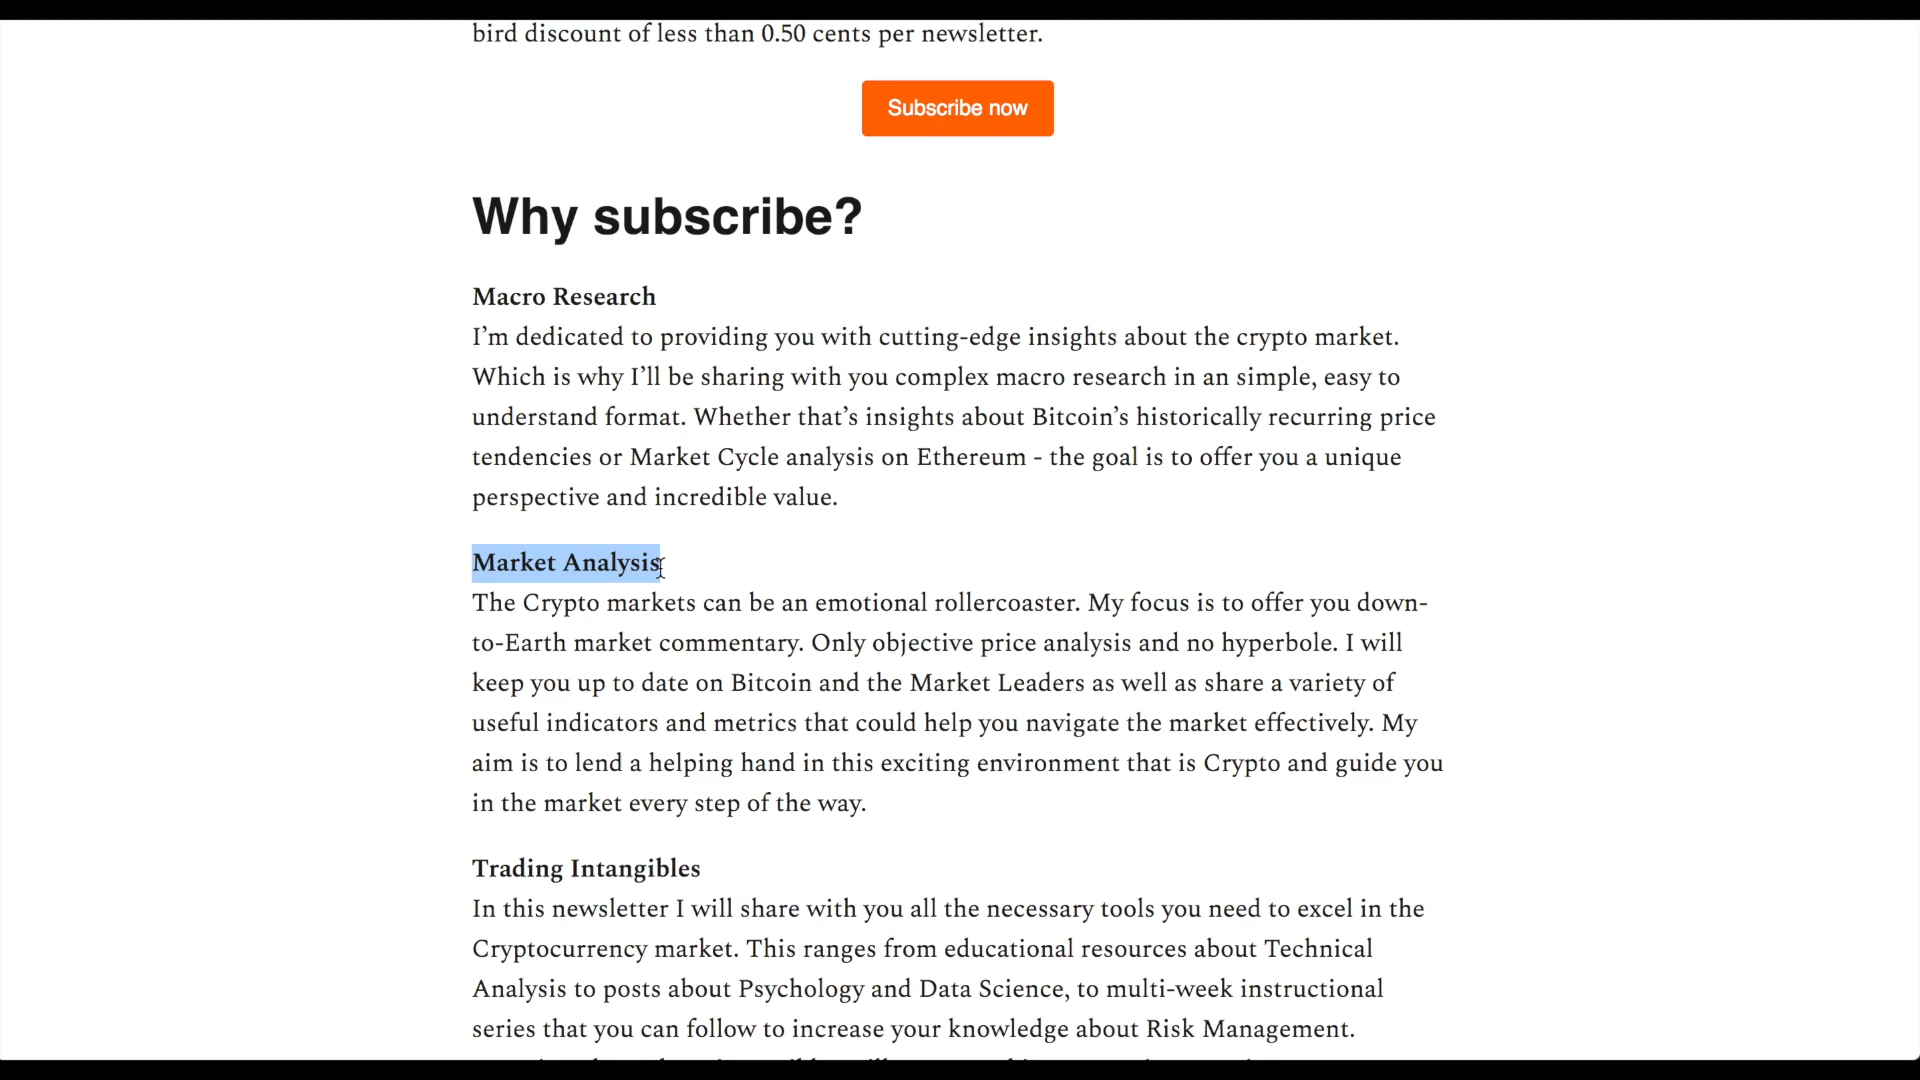 bird discount of less than 0.50 cents per newsletter.
Subscribe now
Why subscribe?
Macro Research
I’m dedicated to providing you with cutting-edge insights about the crypto market.
Which is why I’ll be sharing with you complex macro research in an simple, easy to
understand format. Whether that’s insights about Bitcoin’s historically recurring price
tendencies or Market Cycle analysis on Ethereum - the goal is to offer you a unique
perspective and incredible value.
Market Analysis
The Crypto markets can be an emotional rollercoaster. My focus is to offer you down-
to-Earth market commentary. Only objective price analysis and no hyperbole. I will
keep you up to date on Bitcoin and the Market Leaders as well as share a variety of
useful indicators and metrics that could help you navigate the market effectively. My
aim is to lend a helping hand in this exciting environment that is Crypto and guide you
in the market every step of the way.
Trading Intangibles
In this newsletter I will share with you all the necessary tools you need to excel in the
Cryptocurrency market. This ranges from educational resources about Technical
Analysis to posts about Psychology and Data Science, to multi-week instructional
series that you can follow to increase your knowledge about Risk Management.